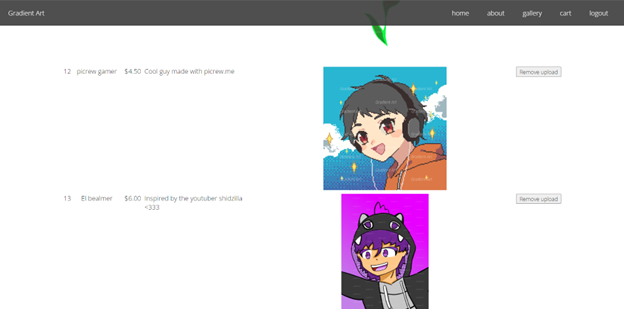 Gradient Art
home about gallery cart logout
12 picrew gamer $4.50 Cool guy made with picrew.me
Remove upload
13 El bealmer $6.00 Inspired by the youtuber shidzilla
<333
Remove upload